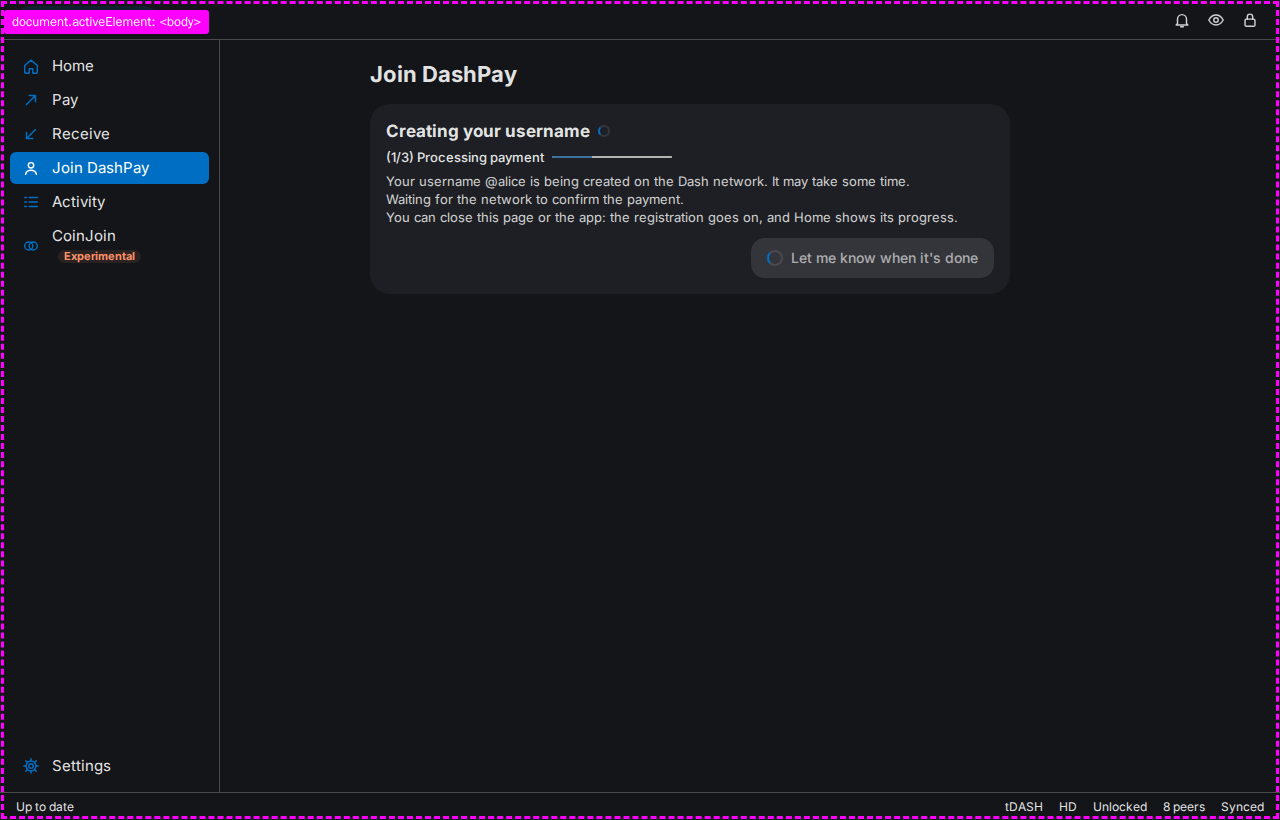 document.activeElement: <body>
Home
Pay
Receive
Join DashPay
Activity
CoinJoin
Experimental
Settings
Join DashPay
Creating your username
(1/3) Processing payment
Your username @alice is being created on the Dash network. It may take some time.
Waiting for the network to confirm the payment.
You can close this page or the app: the registration goes on, and Home shows its progress.
Let me know when it's done
Up to date
tDASH HD Unlocked 8 peers Synced